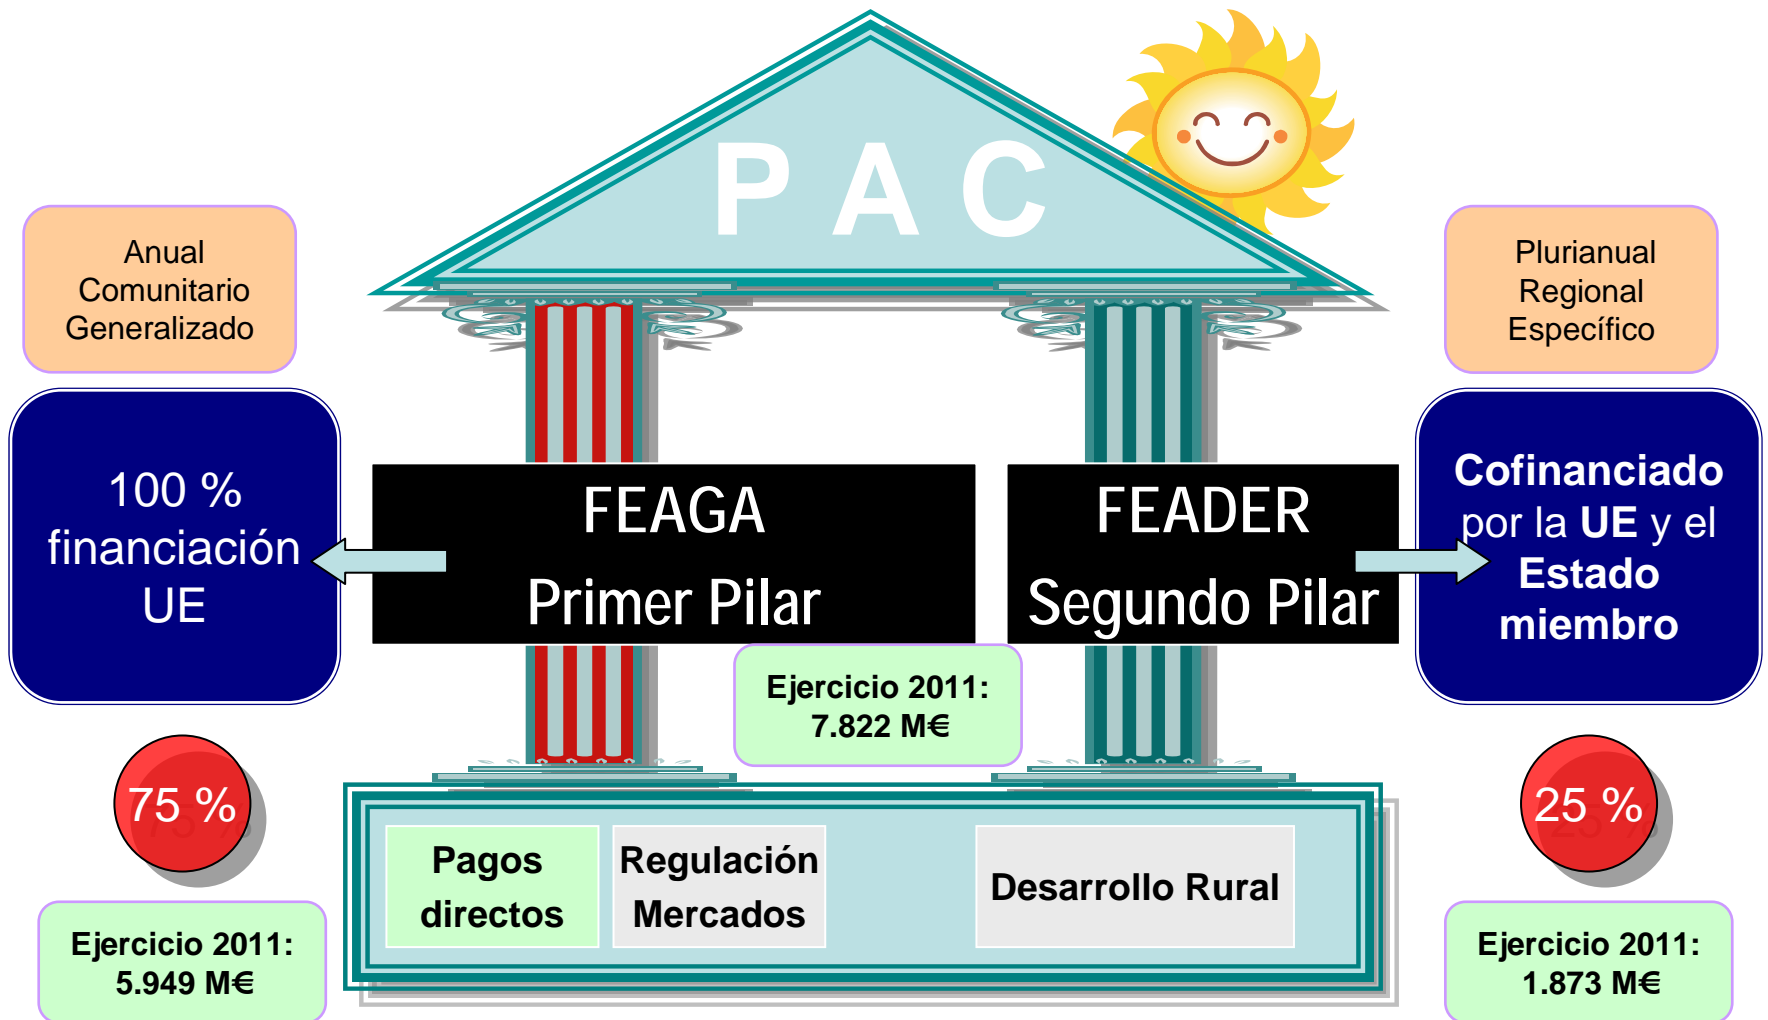 P A C
Anual
Comunitario
Generalizado
Plurianual
Regional
Específico
100 %
financiación
UE
FEAGA
Primer Pilar
FEADER
Segundo Pilar
Cofinanciado
por la UE y el
Estado
miembro
Ejercicio 2011:
7.822 M€
75 %
25 %
Pagos
directos
Regulación
Mercados
Desarrollo Rural
Ejercicio 2011:
5.949 M€
Ejercicio 2011:
1.873 M€